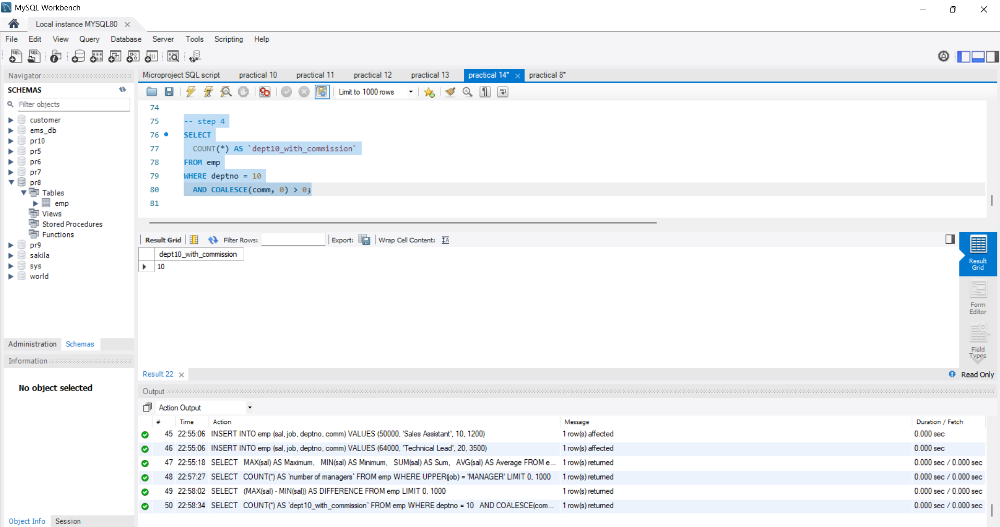 MySQL Workbench
Local instance MYSQL80
File Edit View Query Database Server Tools Scripting Help
Navigator
SCHEMAS
Filter objects
customer
ems_db
pr10
pr5
pr6
pr7
pr8
Tables
emp
Views
Stored Procedures
Functions
pr9
sakila
sys
world
Administration Schemas
Information
No object selected
Object Info Session
Microproject SQL script practical 10 practical 11 practical 12 practical 13 practical 14* practical 8*
Limit to 1000 rows
74
75 -- step 4
76 SELECT
77 COUNT(*) AS `dept10_with_commission`
78 FROM emp
79 WHERE deptno = 10
80 AND COALESCE(comm, 0) > 0;
81
Result Grid Filter Rows: Export: Wrap Cell Content:
dept10_with_commission
10
Result Grid
Form Editor
Field Types
Result 22
Read Only
Output
Action Output
# Time Action Message Duration / Fetch
45 22:55:06 INSERT INTO emp (sal, job, deptno, comm) VALUES (50000, 'Sales Assistant', 10, 1200) 1 row(s) affected 0.000 sec
46 22:55:06 INSERT INTO emp (sal, job, deptno, comm) VALUES (64000, 'Technical Lead', 20, 3500) 1 row(s) affected 0.000 sec
47 22:55:18 SELECT MAX(sal) AS Maximum, MIN(sal) AS Minimum, SUM(sal) AS Sum, AVG(sal) AS Average FROM e... 1 row(s) returned 0.000 sec / 0.000 sec
48 22:57:27 SELECT COUNT(*) AS `number of managers` FROM emp WHERE UPPER(job) = 'MANAGER' LIMIT 0, 1000 1 row(s) returned 0.000 sec / 0.000 sec
49 22:58:02 SELECT (MAX(sal) - MIN(sal)) AS DIFFERENCE FROM emp LIMIT 0, 1000 1 row(s) returned 0.000 sec / 0.000 sec
50 22:58:34 SELECT COUNT(*) AS `dept10_with_commission` FROM emp WHERE deptno = 10 AND COALESCE(com... 1 row(s) returned 0.000 sec / 0.000 sec